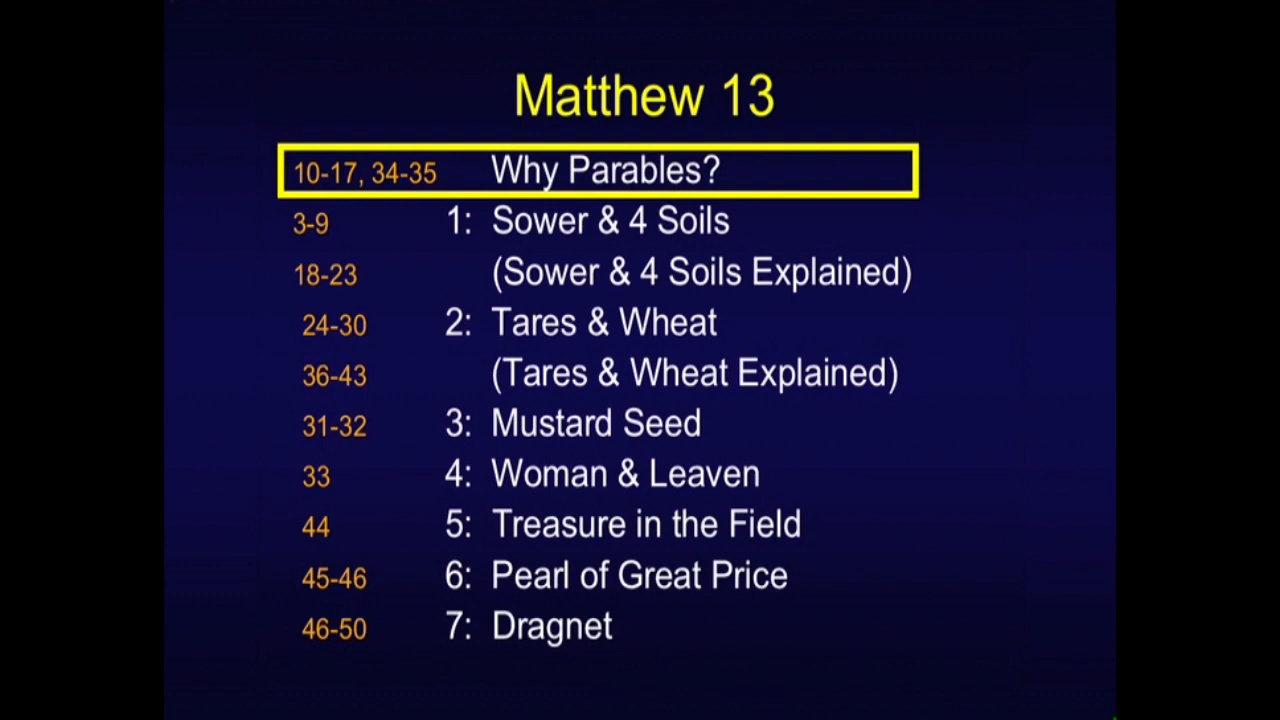 Matthew 13
10-17, 34-35 Why Parables?
3-9 1: Sower & 4 Soils
18-23 (Sower & 4 Soils Explained)
24-30 2: Tares & Wheat
36-43 (Tares & Wheat Explained)
31-32 3: Mustard Seed
33 4: Woman & Leaven
44 5: Treasure in the Field
45-46 6: Pearl of Great Price
46-50 7: Dragnet